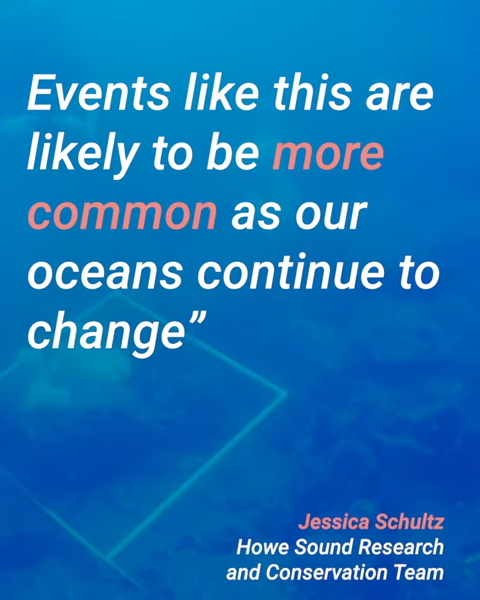 Events like this are
likely to be more
common as our
oceans continue to
change”
Jessica Schultz
Howe Sound Research
and Conservation Team